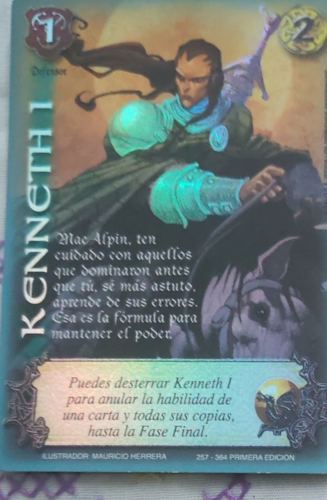 1
2
Defensor
KENNETH I
Mac Alpin, ten
cuidado con aquellos
que dominaron antes
que tú, sé más astuto,
aprende de sus errores.
Esa es la fórmula para
mantener el poder.
Puedes desterrar Kenneth I
para anular la habilidad de
una carta y todas sus copias,
hasta la Fase Final.
ILUSTRADOR: MAURICIO HERRERA 257 - 364 PRIMERA EDICION